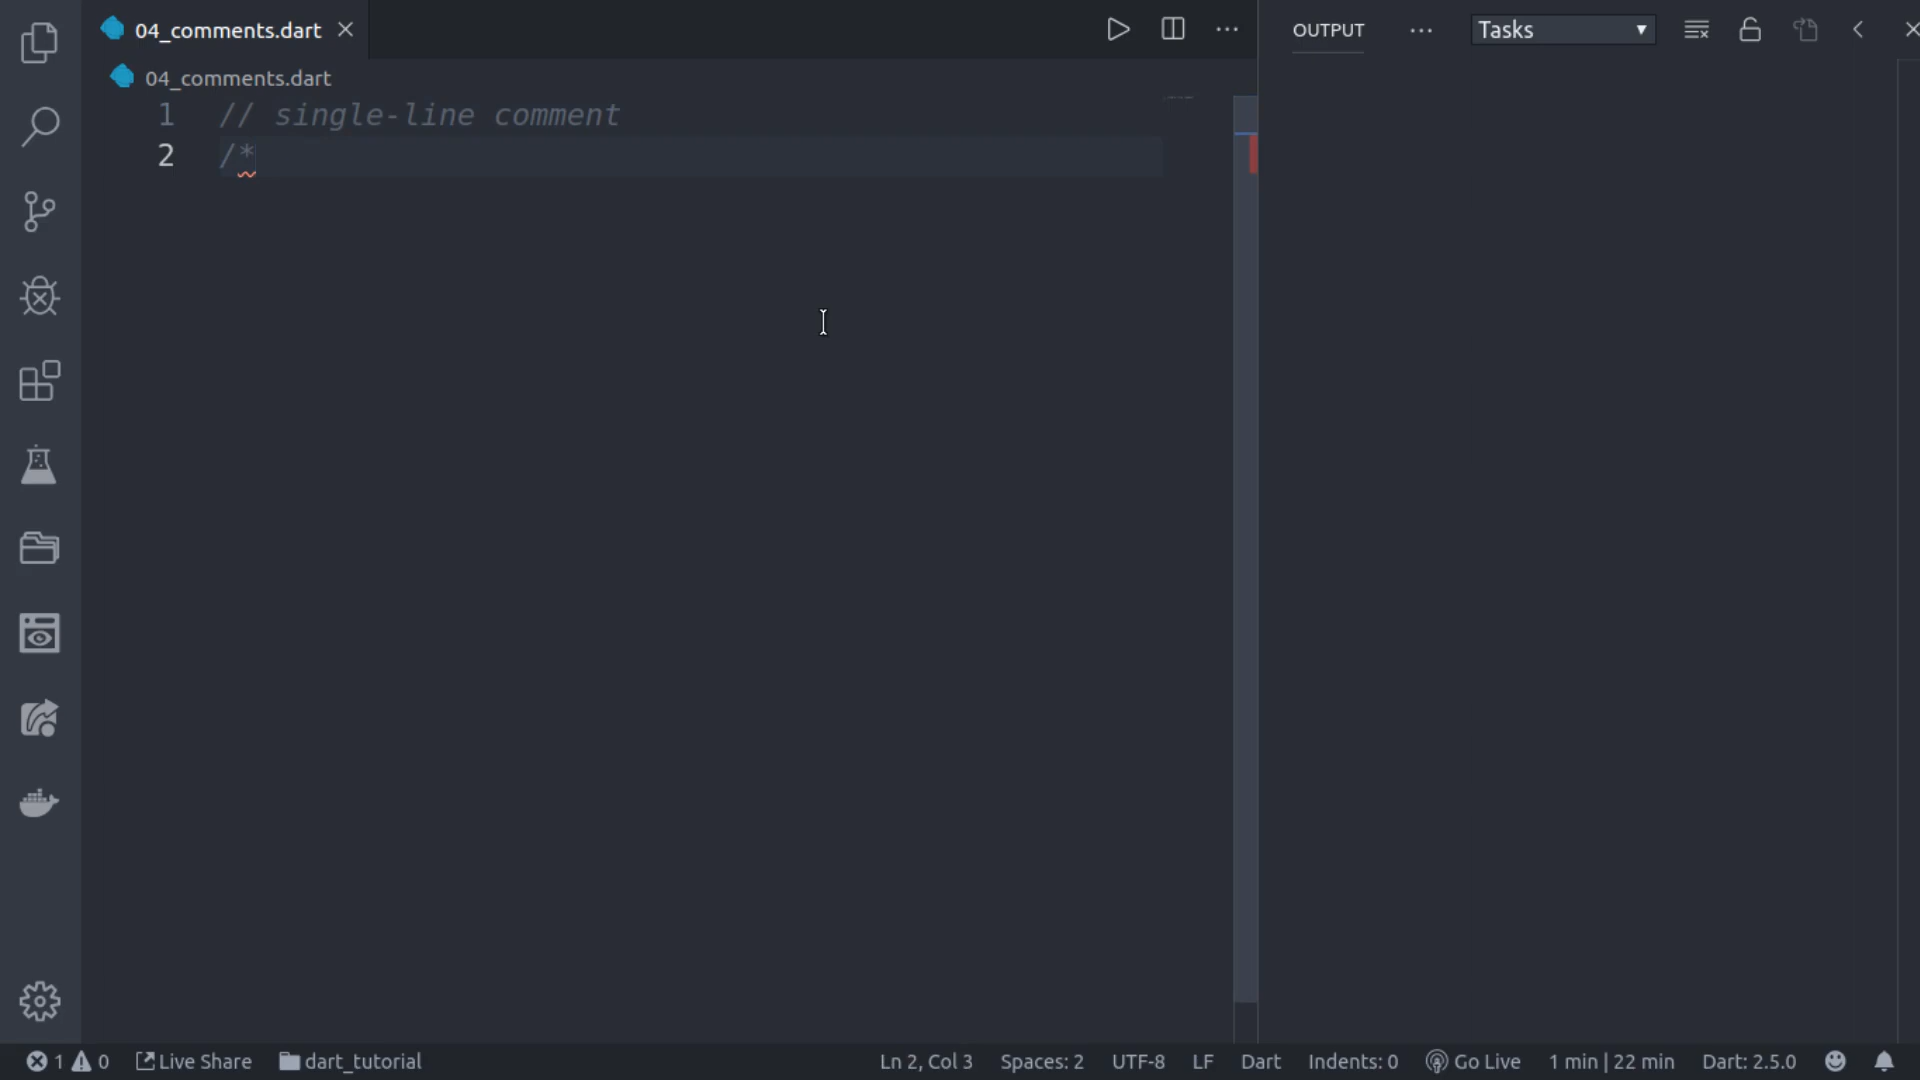 04_comments.dart
OUTPUT
Tasks
04_comments.dart
1 // single-line comment
2 /*
1 0 Live Share dart_tutorial Ln 2, Col 3 Spaces: 2 UTF-8 LF Dart Indents: 0 Go Live 1 min | 22 min Dart: 2.5.0